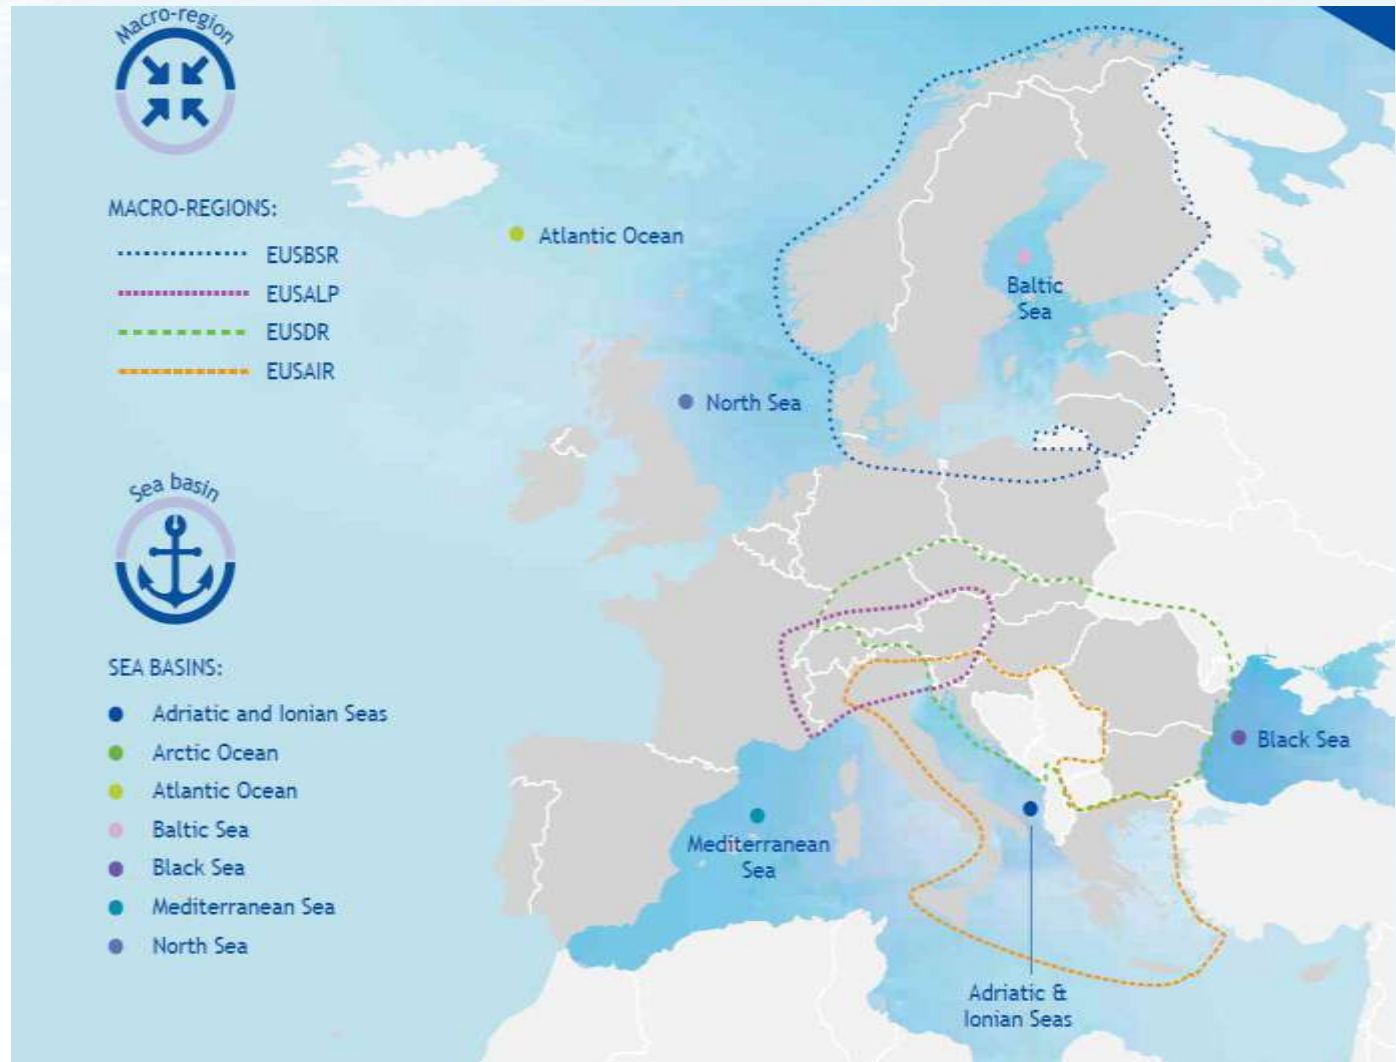 Macro-region
MACRO-REGIONS:
EUSBSR
EUSALP
EUSDR
EUSAIR
Sea basin
SEA BASINS:
Adriatic and Ionian Seas
Arctic Ocean
Atlantic Ocean
Baltic Sea
Black Sea
Mediterranean Sea
North Sea
Atlantic Ocean
Baltic
Sea
North Sea
Black Sea
Mediterranean
Sea
Adriatic &
Ionian Seas